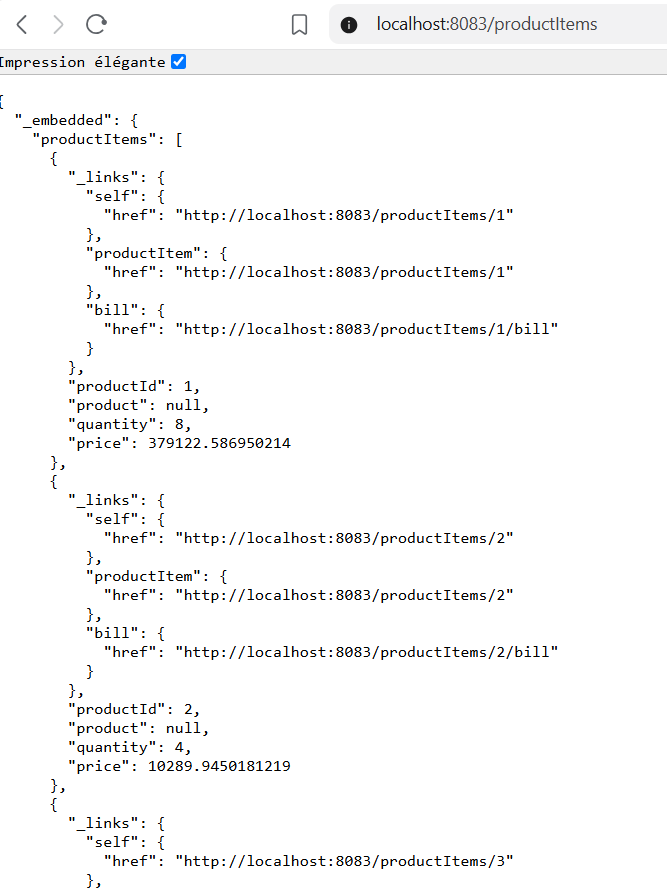 localhost:8083/productItems
Impression élégante
{
  "_embedded": {
    "productItems": [
      {
        "_links": {
          "self": {
            "href": "http://localhost:8083/productItems/1"
          },
          "productItem": {
            "href": "http://localhost:8083/productItems/1"
          },
          "bill": {
            "href": "http://localhost:8083/productItems/1/bill"
          }
        },
        "productId": 1,
        "product": null,
        "quantity": 8,
        "price": 379122.586950214
      },
      {
        "_links": {
          "self": {
            "href": "http://localhost:8083/productItems/2"
          },
          "productItem": {
            "href": "http://localhost:8083/productItems/2"
          },
          "bill": {
            "href": "http://localhost:8083/productItems/2/bill"
          }
        },
        "productId": 2,
        "product": null,
        "quantity": 4,
        "price": 10289.9450181219
      },
      {
        "_links": {
          "self": {
            "href": "http://localhost:8083/productItems/3"
          },